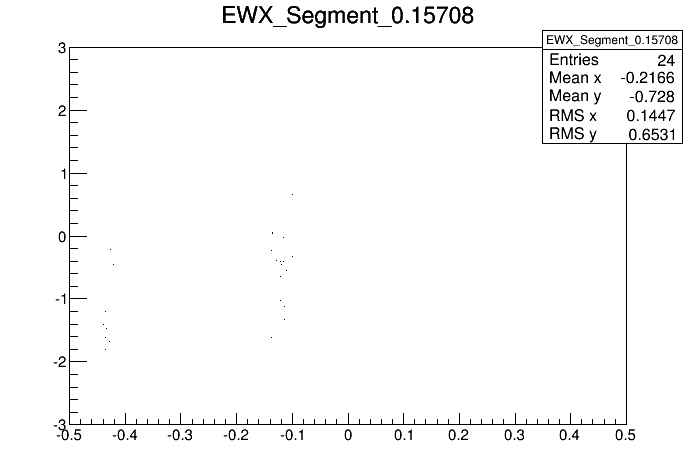 EWX_Segment_0.15708
EWX_Segment_0.15708
Entries 24
Mean x -0.2166
Mean y -0.728
RMS x 0.1447
RMS y 0.6531
3
2
1
0
-1
-2
-3
-0.5 -0.4 -0.3 -0.2 -0.1 0 0.1 0.2 0.3 0.4 0.5